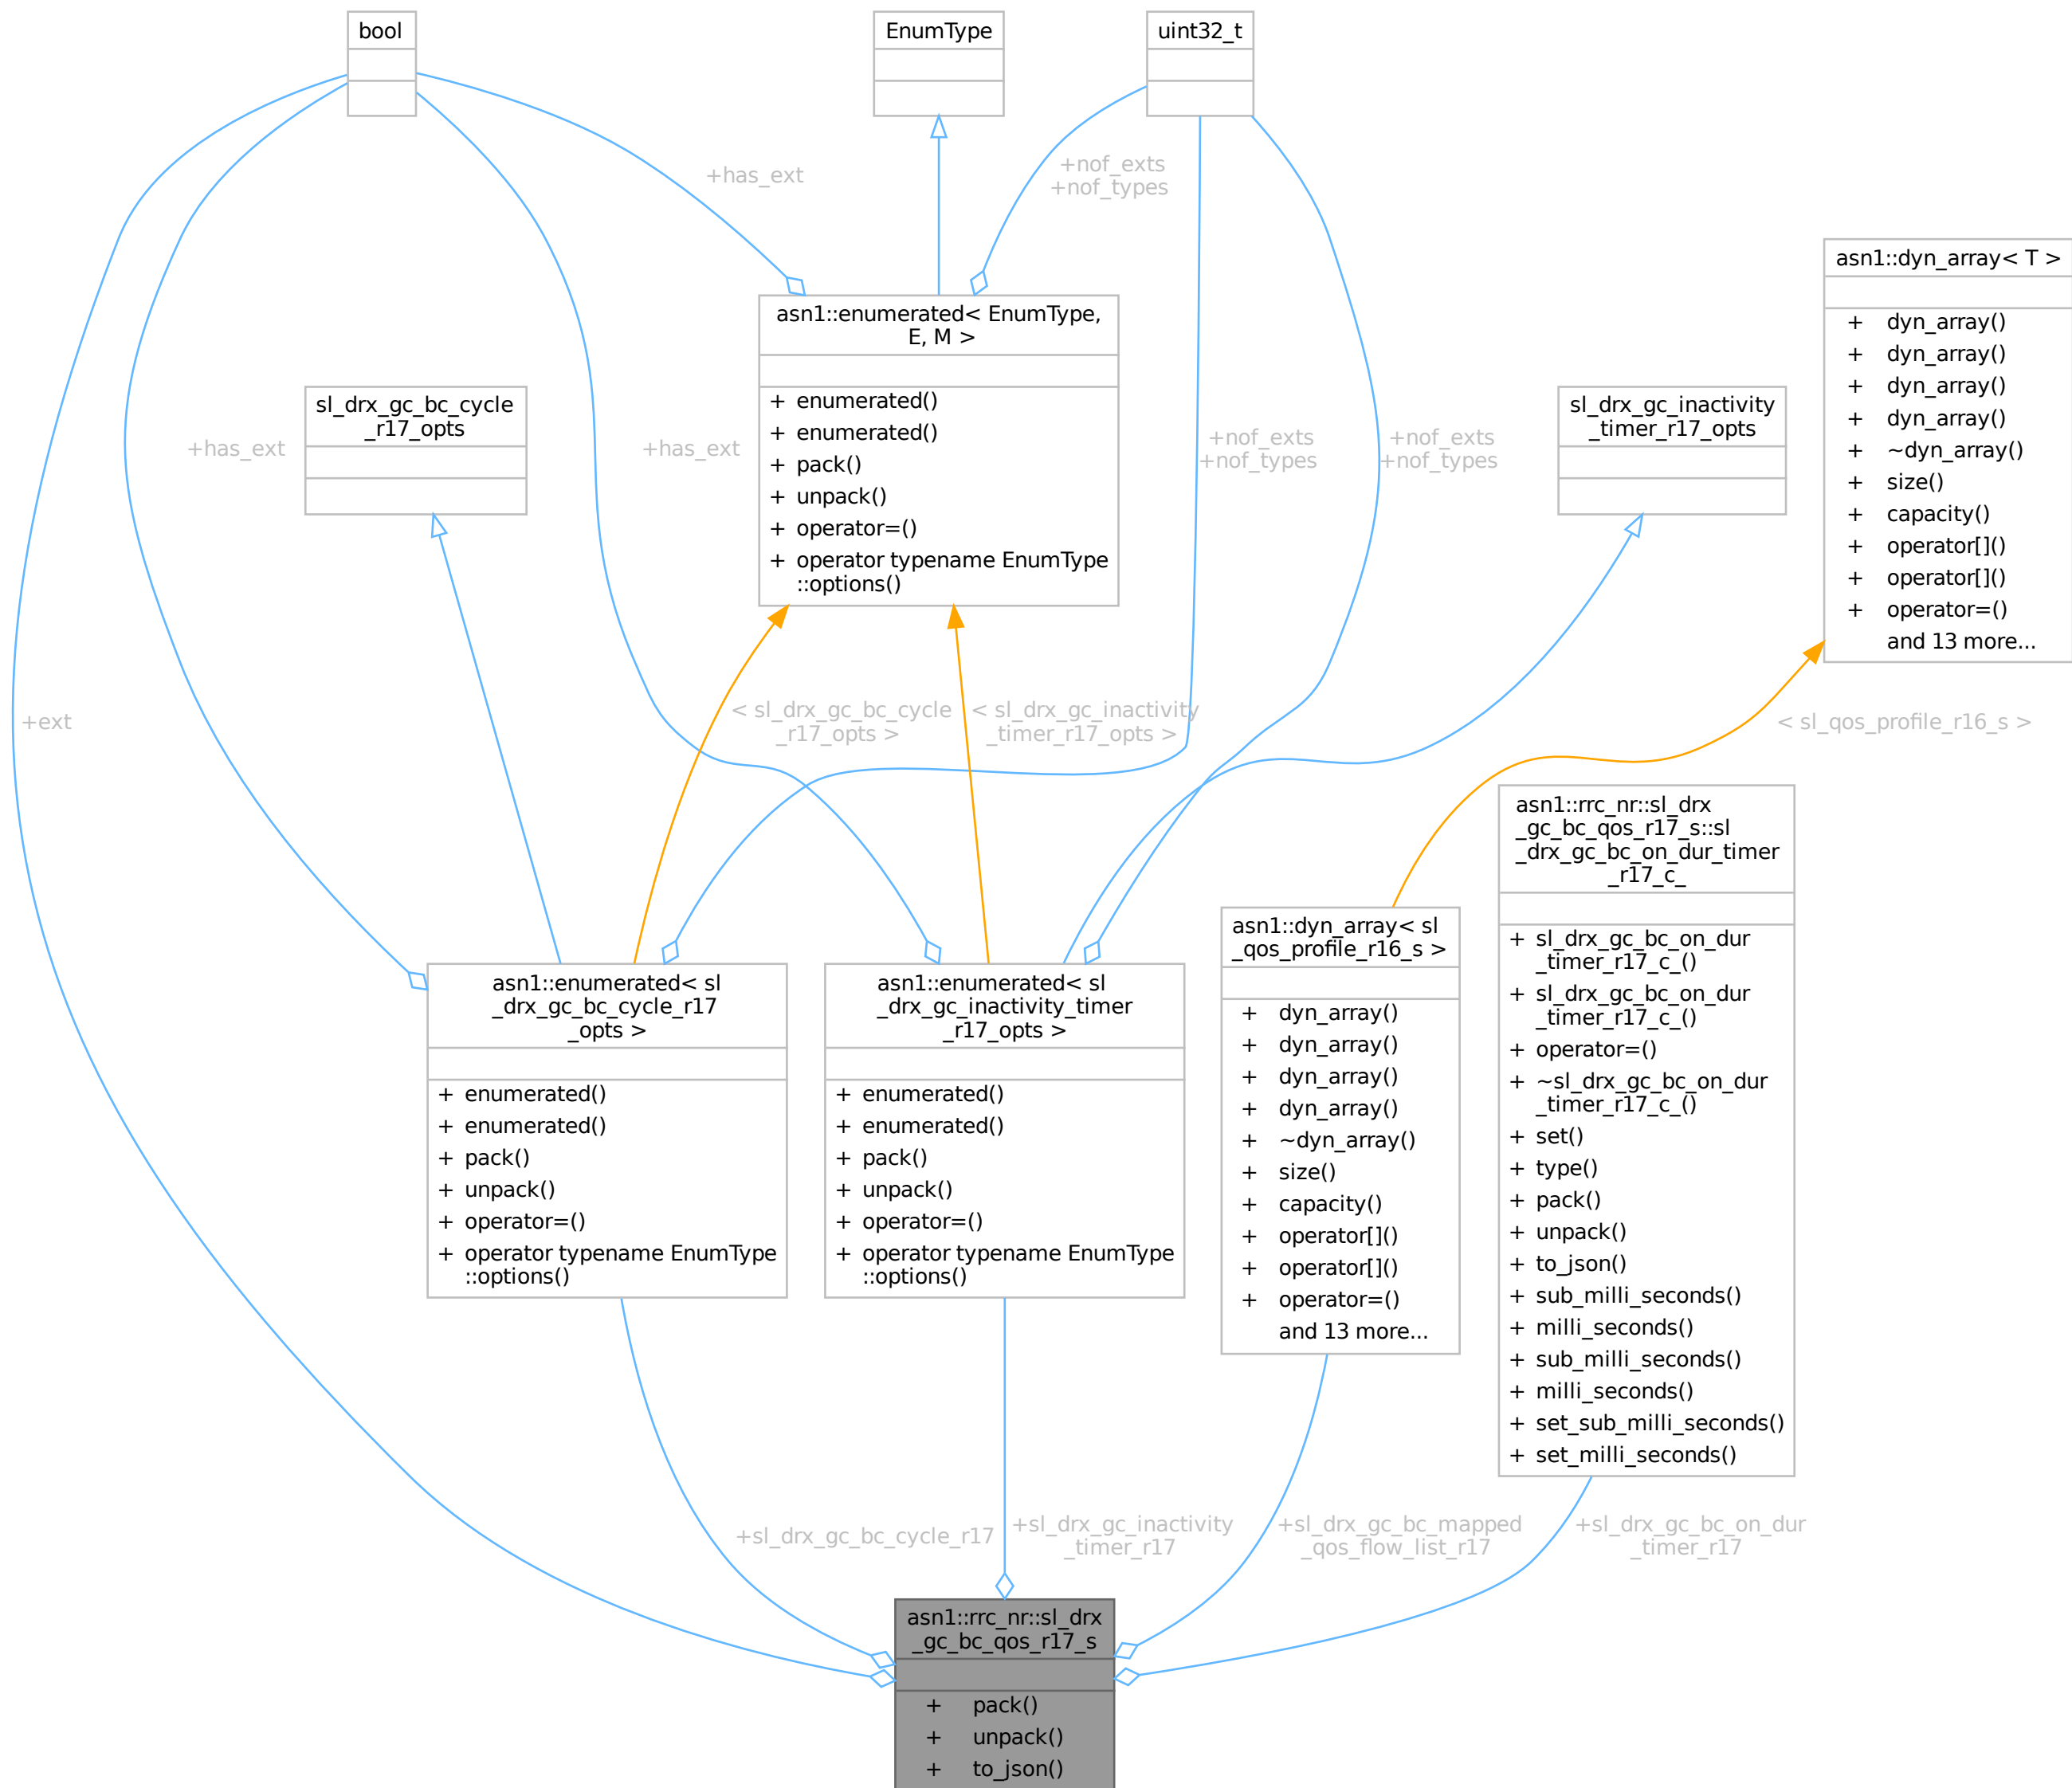 bool
EnumType
uint32_t
+has_ext
+nof_exts
+nof_types
asn1::dyn_array< T >
+ dyn_array()
+ dyn_array()
+ dyn_array()
+ dyn_array()
+ ~dyn_array()
+ size()
+ capacity()
+ operator[]()
+ operator[]()
+ operator=()
and 13 more...
asn1::enumerated< EnumType,
E, M >
+ enumerated()
+ enumerated()
+ pack()
+ unpack()
+ operator=()
+ operator typename EnumType
::options()
sl_drx_gc_bc_cycle
_r17_opts
sl_drx_gc_inactivity
_timer_r17_opts
+has_ext
+has_ext
+nof_exts
+nof_types
+nof_exts
+nof_types
+ext
< sl_drx_gc_bc_cycle
_r17_opts >
< sl_drx_gc_inactivity
_timer_r17_opts >
< sl_qos_profile_r16_s >
asn1::enumerated< sl
_drx_gc_bc_cycle_r17
_opts >
+ enumerated()
+ enumerated()
+ pack()
+ unpack()
+ operator=()
+ operator typename EnumType
::options()
asn1::enumerated< sl
_drx_gc_inactivity_timer
_r17_opts >
+ enumerated()
+ enumerated()
+ pack()
+ unpack()
+ operator=()
+ operator typename EnumType
::options()
asn1::dyn_array< sl
_qos_profile_r16_s >
+ dyn_array()
+ dyn_array()
+ dyn_array()
+ dyn_array()
+ ~dyn_array()
+ size()
+ capacity()
+ operator[]()
+ operator[]()
+ operator=()
and 13 more...
asn1::rrc_nr::sl_drx
_gc_bc_qos_r17_s::sl
_drx_gc_bc_on_dur_timer
_r17_c_
+ sl_drx_gc_bc_on_dur
_timer_r17_c_()
+ sl_drx_gc_bc_on_dur
_timer_r17_c_()
+ operator=()
+ ~sl_drx_gc_bc_on_dur
_timer_r17_c_()
+ set()
+ type()
+ pack()
+ unpack()
+ to_json()
+ sub_milli_seconds()
+ milli_seconds()
+ sub_milli_seconds()
+ milli_seconds()
+ set_sub_milli_seconds()
+ set_milli_seconds()
+sl_drx_gc_bc_cycle_r17
+sl_drx_gc_inactivity
_timer_r17
+sl_drx_gc_bc_mapped
_qos_flow_list_r17
+sl_drx_gc_bc_on_dur
_timer_r17
asn1::rrc_nr::sl_drx
_gc_bc_qos_r17_s
+ pack()
+ unpack()
+ to_json()